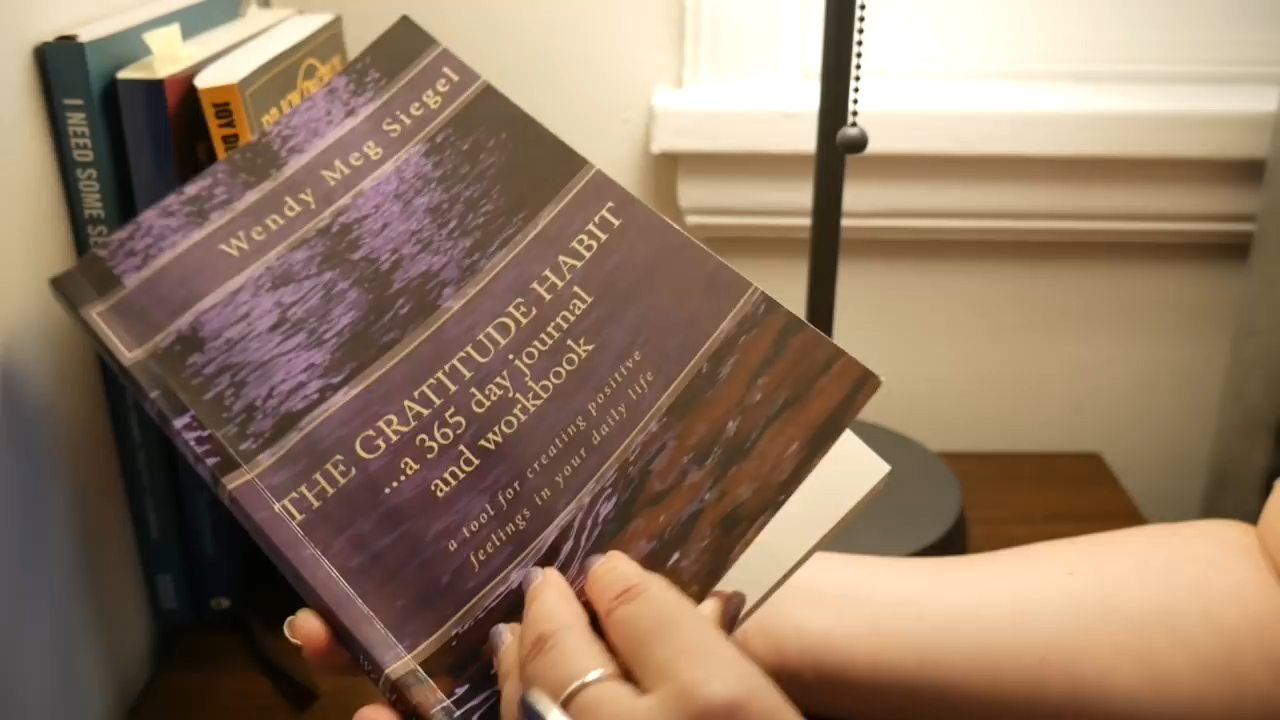 Wendy Meg Siegel
THE GRATITUDE HABIT
...a 365 day journal
and workbook
a tool for creating positive
feelings in your daily life
I NEED SOME
JOY